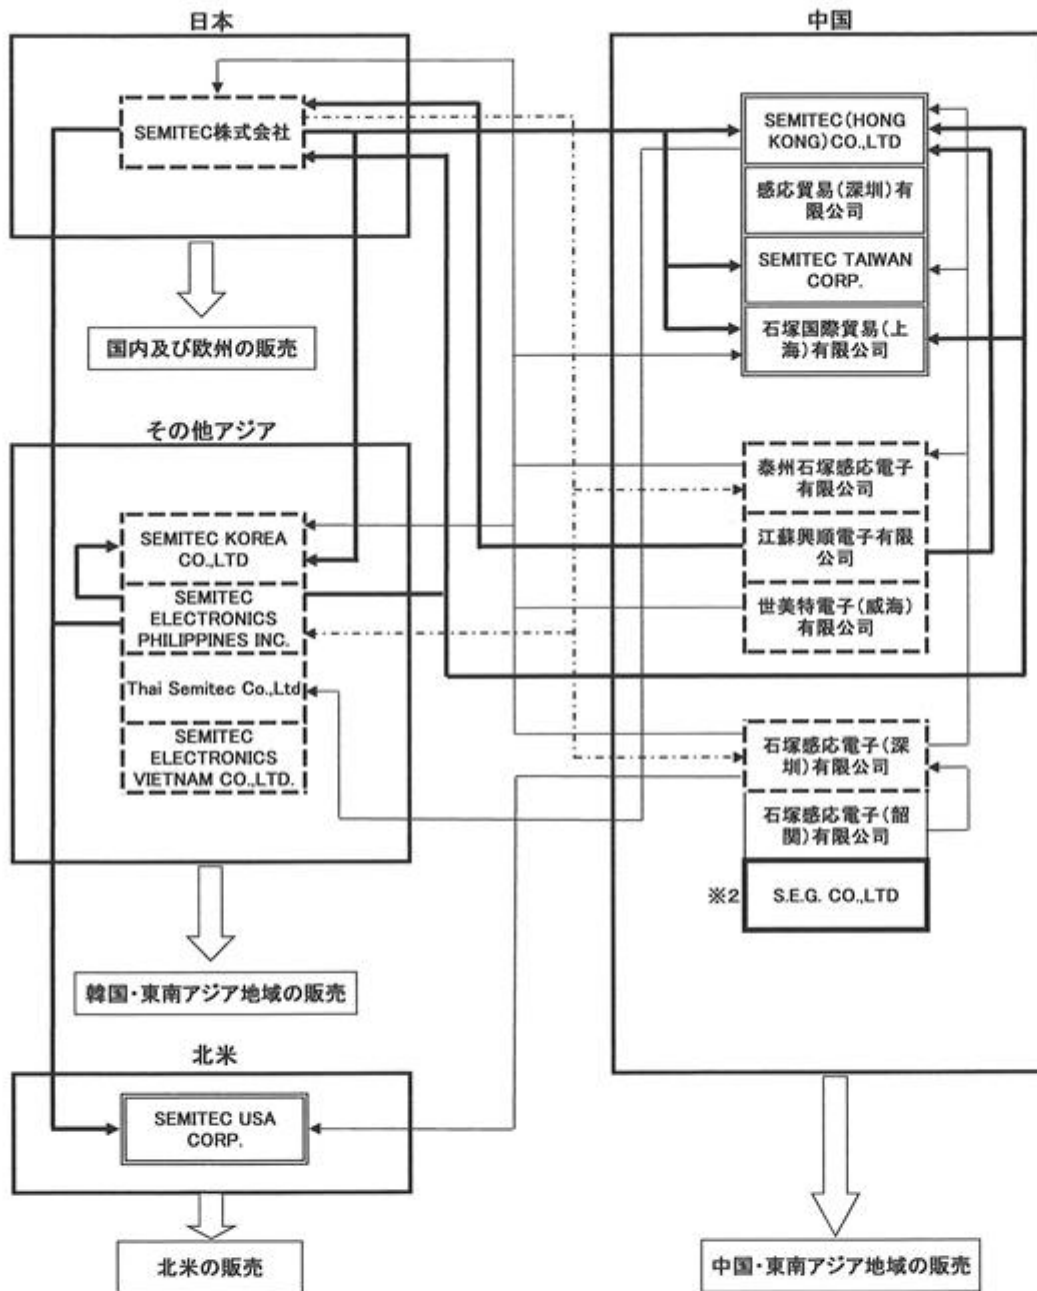 日本
SEMITEC株式会社
国内及び欧州の販売
その他アジア
SEMITEC KOREA
CO.,LTD
SEMITEC
ELECTRONICS
PHILIPPINES INC.
Thai Semitec Co.,Ltd
SEMITEC
ELECTRONICS
VIETNAM CO.,LTD.
韓国・東南アジア地域の販売
北米
SEMITEC USA
CORP.
北米の販売
中国
SEMITEC(HONG
KONG)CO.,LTD
感応貿易(深圳)有
限公司
SEMITEC TAIWAN
CORP.
石塚国際貿易(上
海)有限公司
泰州石塚感応電子
有限公司
江蘇興順電子有限
公司
世美特電子(威海)
有限公司
石塚感応電子(深
圳)有限公司
石塚感応電子(韶
関)有限公司
※2
S.E.G. CO.,LTD
中国・東南アジア地域の販売